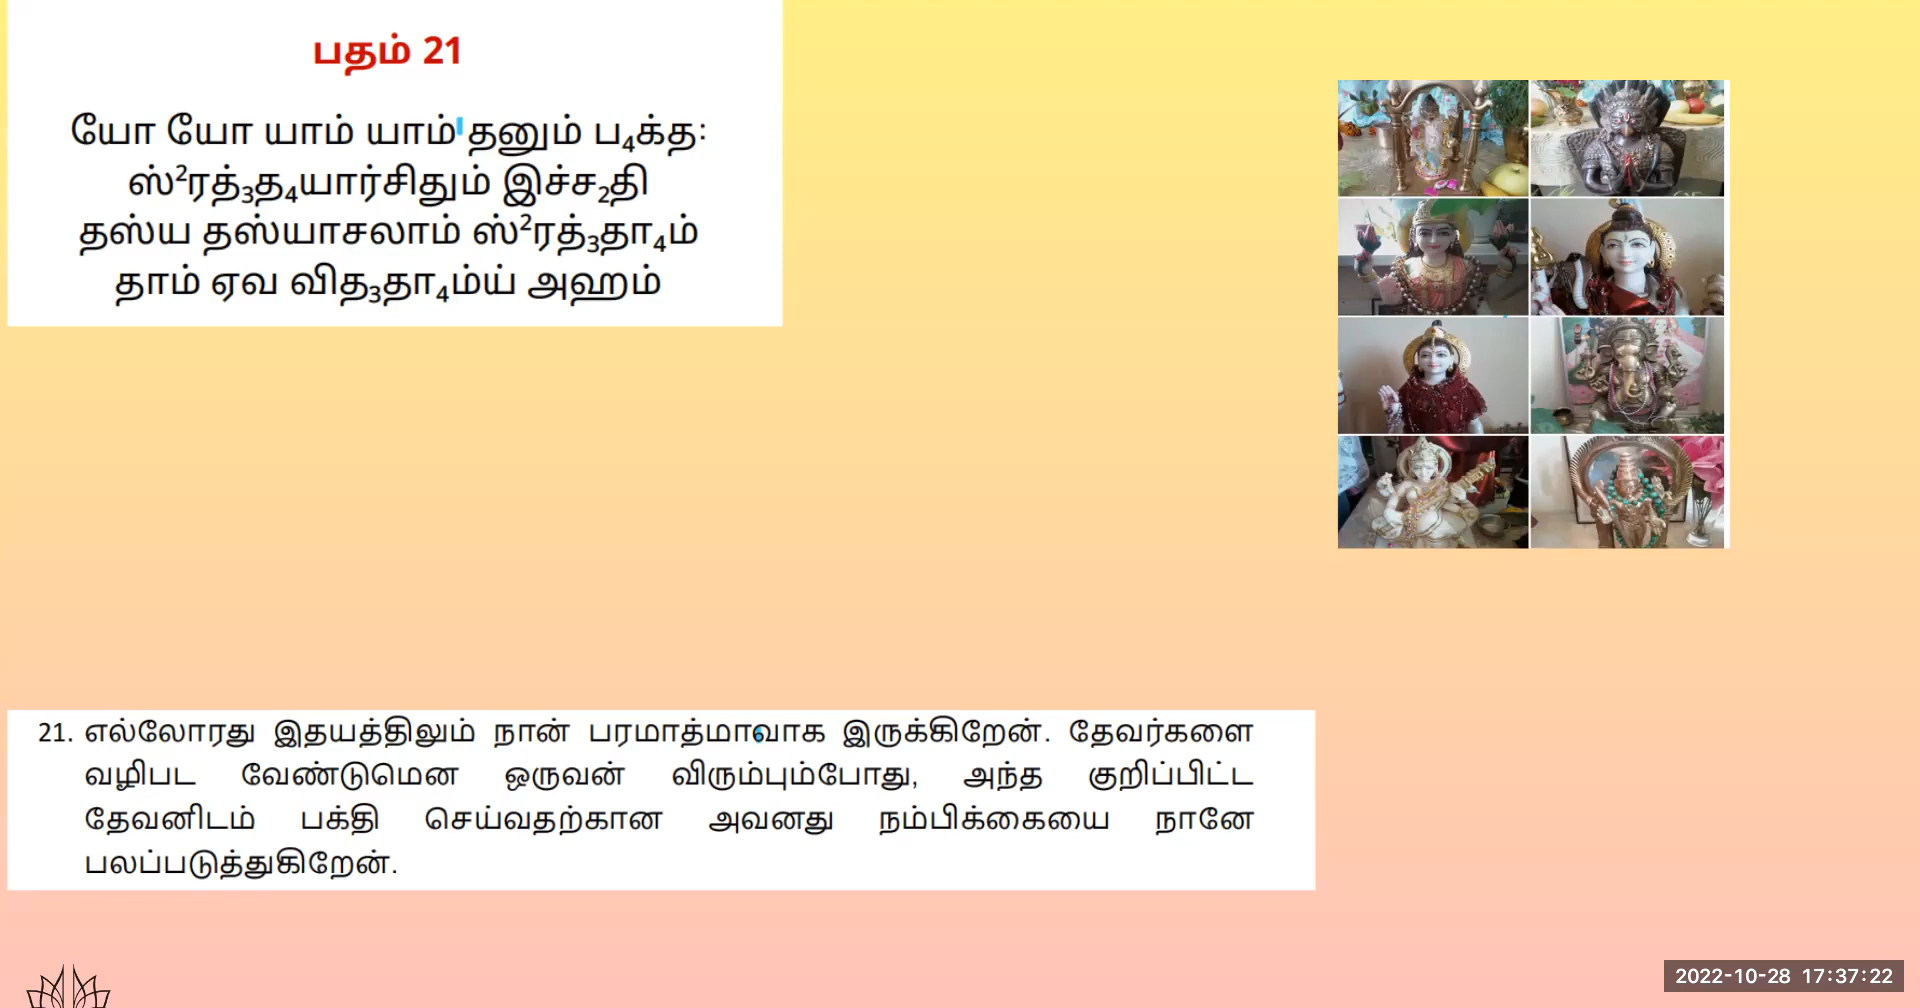 பதம் 21
யோ யோ யாம் யாம் தனும் ப₄க்த:
ஸ்²ரத்₃த₄யார்சிதும் இச்ச₂தி
தஸ்ய தஸ்யாசலாம் ஸ்²ரத்₃தா₄ம்
தாம் ஏவ வித₃தா₄ம்ய் அஹம்
21. எல்லோரது இதயத்திலும் நான் பரமாத்மாவாக இருக்கிறேன். தேவர்களை
வழிபட வேண்டுமென ஒருவன் விரும்பும்போது, அந்த குறிப்பிட்ட
தேவனிடம் பக்தி செய்வதற்கான அவனது நம்பிக்கையை நானே
பலப்படுத்துகிறேன்.
2022-10-28 17:37:22